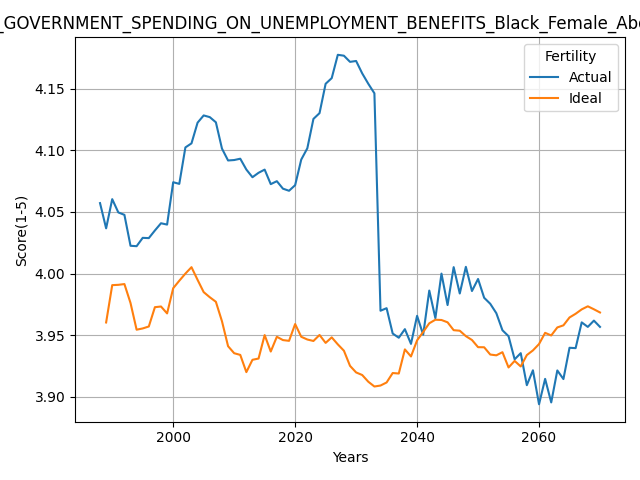 _GOVERNMENT_SPENDING_ON_UNEMPLOYMENT_BENEFITS_Black_Female_Abo
Fertility
Actual
Ideal
Score(1-5)
4.15
4.10
4.05
4.00
3.95
3.90
2000 2020 2040 2060
Years